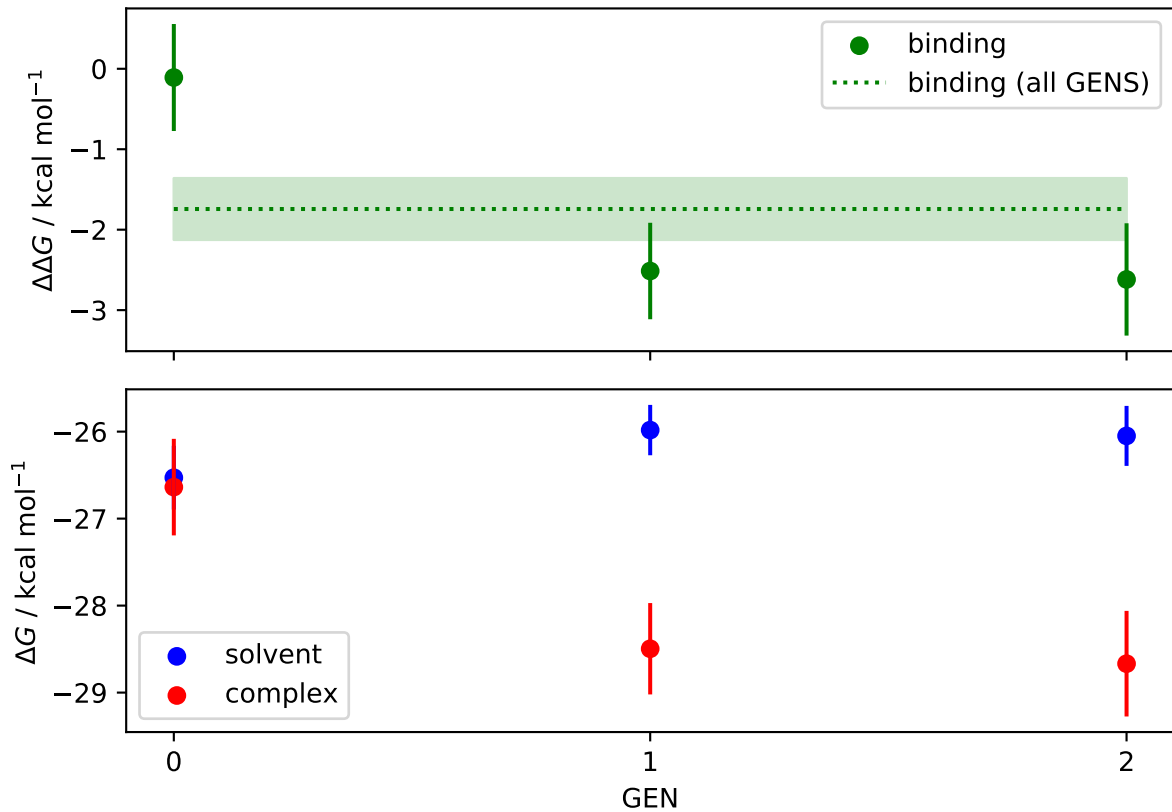 0
−1
−2
−3
ΔΔG / kcal mol⁻¹
binding
binding (all GENS)
−26
−27
−28
−29
ΔG / kcal mol⁻¹
solvent
complex
0 1 2
GEN